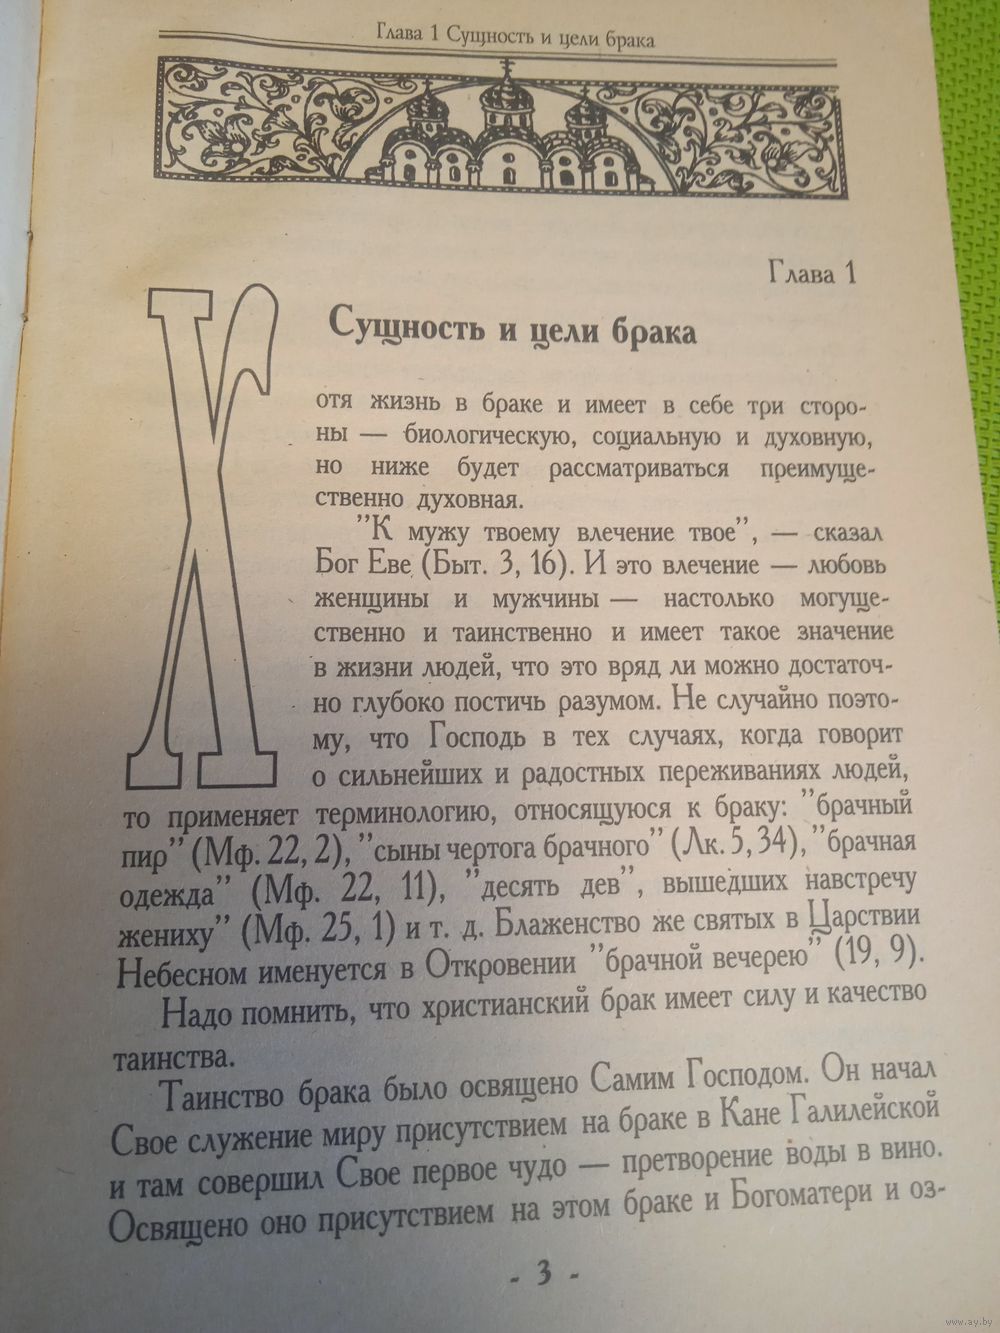 Глава 1 Сущность и цели брака
Глава 1
Сущность и цели брака
Хотя жизнь в браке и имеет в себе три сторо-
ны — биологическую, социальную и духовную,
но ниже будет рассматриваться преимуще-
ственно духовная.
"К мужу твоему влечение твое", — сказал
Бог Еве (Быт. 3, 16). И это влечение — любовь
женщины и мужчины — настолько могуще-
ственно и таинственно и имеет такое значение
в жизни людей, что это вряд ли можно достаточ-
но глубоко постичь разумом. Не случайно поэто-
му, что Господь в тех случаях, когда говорит
о сильнейших и радостных переживаниях людей,
то применяет терминологию, относящуюся к браку: "брачный
пир" (Мф. 22, 2), "сыны чертога брачного" (Лк. 5, 34), "брачная
одежда" (Мф. 22, 11), "десять дев", вышедших навстречу
жениху" (Мф. 25, 1) и т. д. Блаженство же святых в Царствии
Небесном именуется в Откровении "брачной вечерею" (19, 9).
Надо помнить, что христианский брак имеет силу и качество
таинства.
Таинство брака было освящено Самим Господом. Он начал
Свое служение миру присутствием на браке в Кане Галилейской
и там совершил Свое первое чудо — претворение воды в вино.
Освящено оно присутствием на этом браке и Богоматери и оз-
- 3 -
www.ay.by